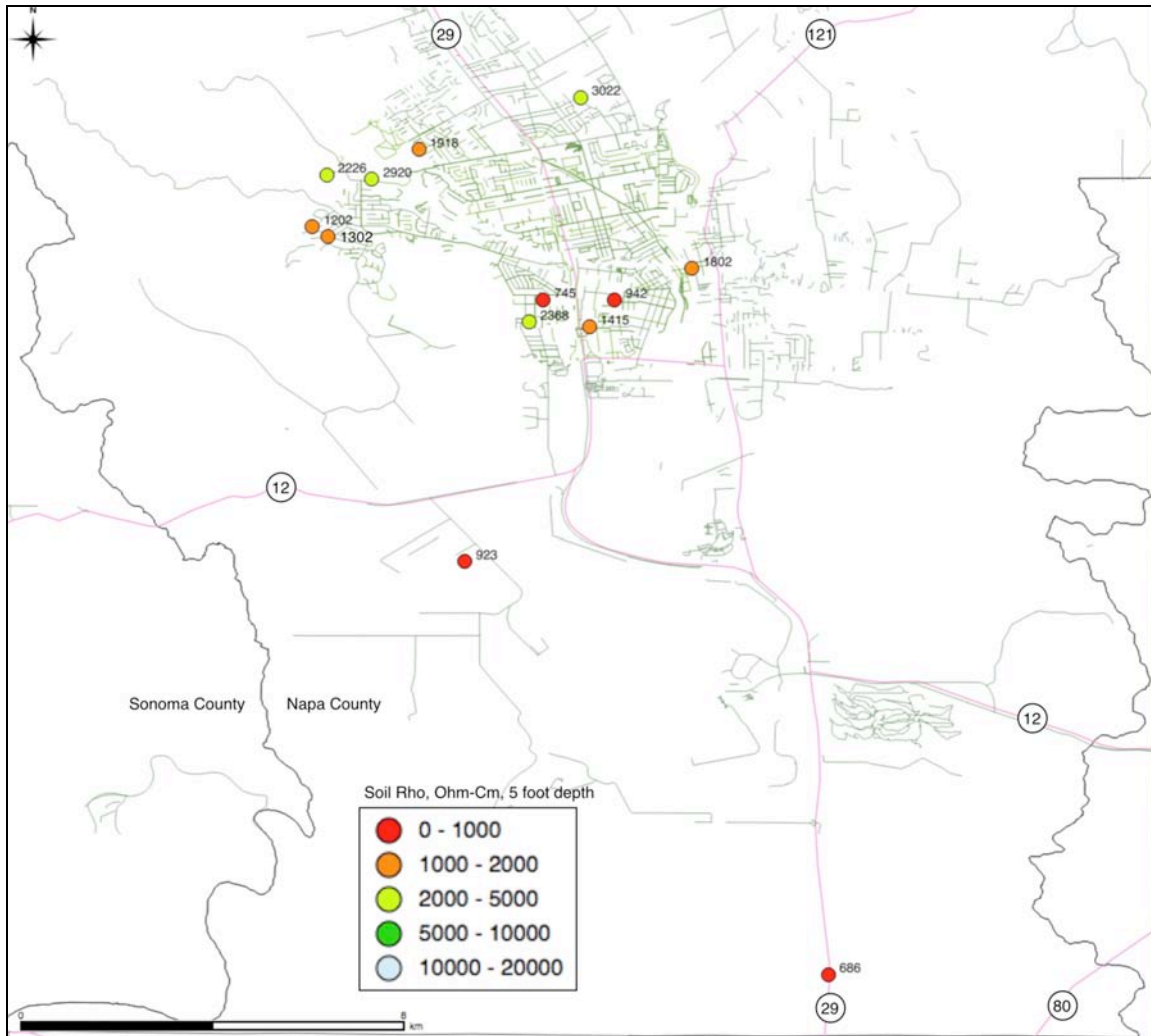 N
29
121
3022
1918
2226
2920
1202
1302
1802
745
942
2368
1415
12
923
Sonoma County
Napa County
12
Soil Rho, Ohm-Cm, 5 foot depth
0 - 1000
1000 - 2000
2000 - 5000
5000 - 10000
10000 - 20000
686
29
80
0
8
km